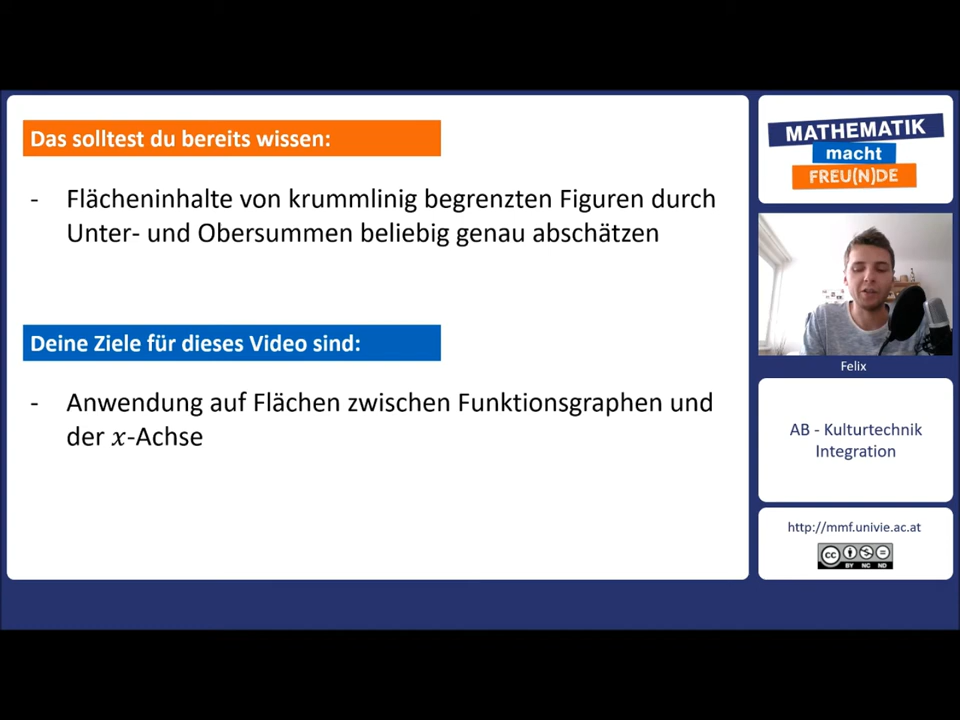 Das solltest du bereits wissen:
- Flächeninhalte von krummlinig begrenzten Figuren durch
Unter- und Obersummen beliebig genau abschätzen
Deine Ziele für dieses Video sind:
- Anwendung auf Flächen zwischen Funktionsgraphen und
der x-Achse
MATHEMATIK
macht
FREU(N)DE
Felix
AB - Kulturtechnik
Integration
http://mmf.univie.ac.at
cc
BY NC ND